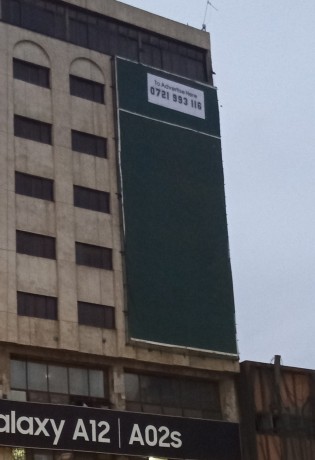 To Advertise Here
0721 993 116
alaxy A12 | A02s